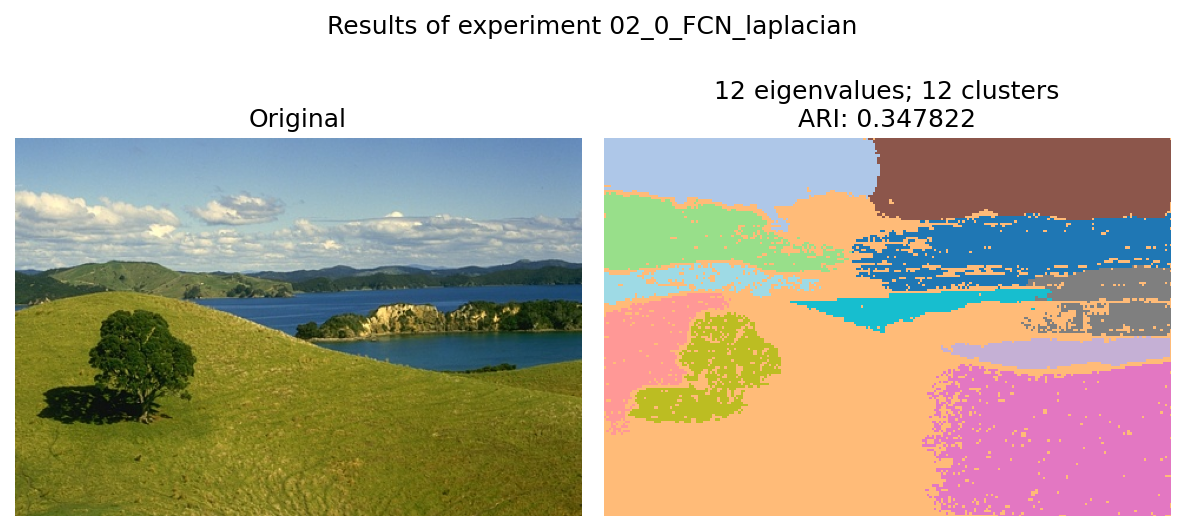 Results of experiment 02_0_FCN_laplacian
Original
12 eigenvalues; 12 clusters
ARI: 0.347822